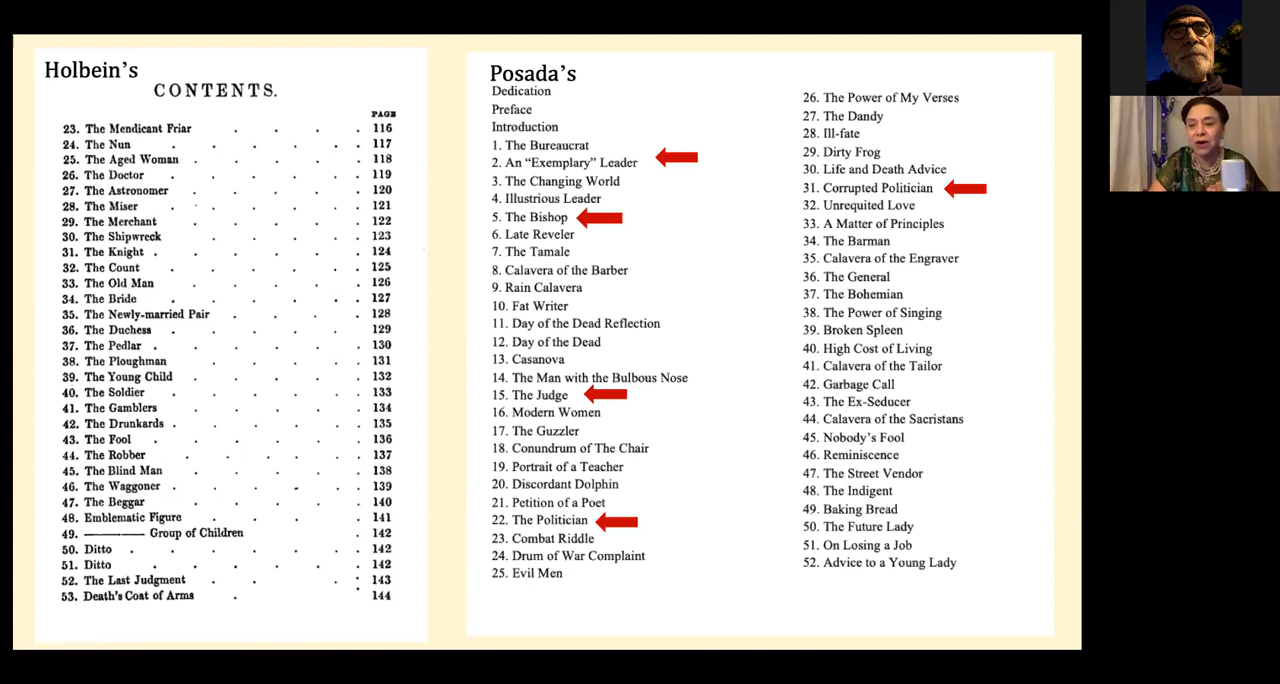 Holbein's
CONTENTS.
PAGE
23. The Mendicant Friar . . . . 116
24. The Nun . . . . 117
25. The Aged Woman . . . . 118
26. The Doctor . . . . 119
27. The Astronomer . . . . 120
28. The Miser . . . . 121
29. The Merchant . . . . 122
30. The Shipwreck . . . . 123
31. The Knight . . . . . 124
32. The Count . . . . 125
33. The Old Man . . . . 126
34. The Bride . . . . 127
35. The Newly-married Pair . . . . 128
36. The Duchess . . . . 129
37. The Pedlar . . . . . 130
38. The Ploughman . . . . 131
39. The Young Child . . . . 132
40. The Soldier . . . . 133
41. The Gamblers . . . . 134
42. The Drunkards . . . . 135
43. The Fool . . . . 136
44. The Robber . . . . 137
45. The Blind Man . . . . 138
46. The Waggoner . . . . 139
47. The Beggar . . . . 140
48. Emblematic Figure . . . 141
49. ——— Group of Children . 142
50. Ditto . . . . . 142
51. Ditto . . . . 142
52. The Last Judgment . . . 143
53. Death's Coat of Arms . . 144
Posada's
Dedication
Preface
Introduction
1. The Bureaucrat
2. An “Exemplary” Leader
3. The Changing World
4. Illustrious Leader
5. The Bishop
6. Late Reveler
7. The Tamale
8. Calavera of the Barber
9. Rain Calavera
10. Fat Writer
11. Day of the Dead Reflection
12. Day of the Dead
13. Casanova
14. The Man with the Bulbous Nose
15. The Judge
16. Modern Women
17. The Guzzler
18. Conundrum of The Chair
19. Portrait of a Teacher
20. Discordant Dolphin
21. Petition of a Poet
22. The Politician
23. Combat Riddle
24. Drum of War Complaint
25. Evil Men
26. The Power of My Verses
27. The Dandy
28. Ill-fate
29. Dirty Frog
30. Life and Death Advice
31. Corrupted Politician
32. Unrequited Love
33. A Matter of Principles
34. The Barman
35. Calavera of the Engraver
36. The General
37. The Bohemian
38. The Power of Singing
39. Broken Spleen
40. High Cost of Living
41. Calavera of the Tailor
42. Garbage Call
43. The Ex-Seducer
44. Calavera of the Sacristans
45. Nobody's Fool
46. Reminiscence
47. The Street Vendor
48. The Indigent
49. Baking Bread
50. The Future Lady
51. On Losing a Job
52. Advice to a Young Lady